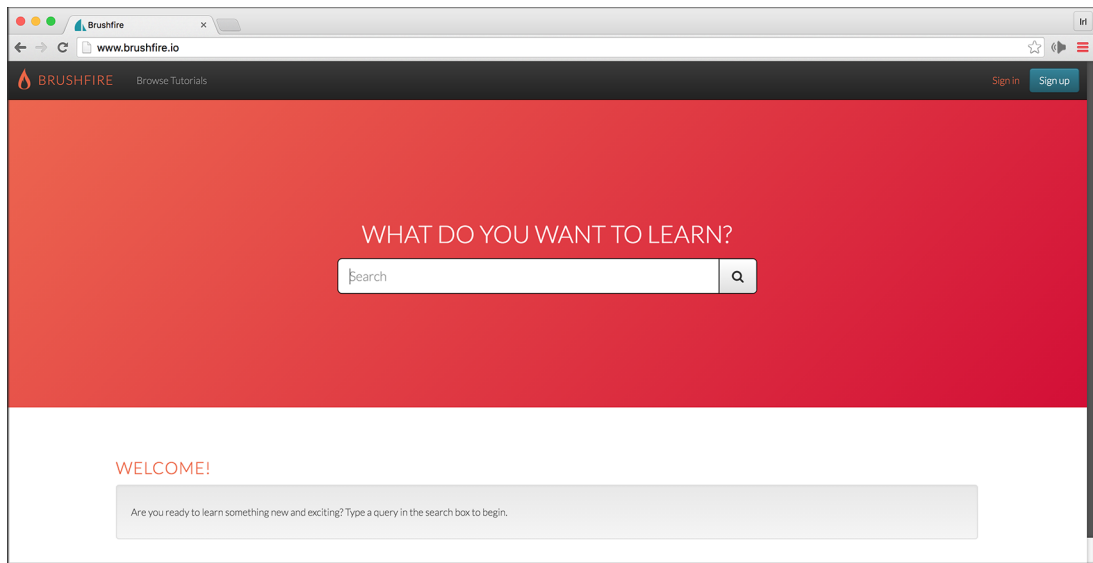 Brushfire
Irl
www.brushfire.io
BRUSHFIRE Browse Tutorials Sign in Sign up
WHAT DO YOU WANT TO LEARN?
Search
WELCOME!
Are you ready to learn something new and exciting? Type a query in the search box to begin.